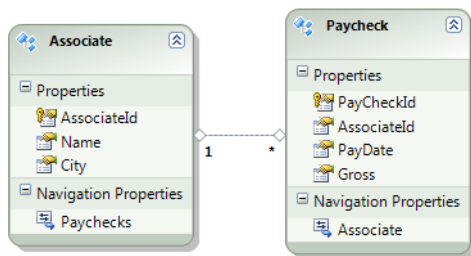 Associate
Properties
AssociateId
Name
City
Navigation Properties
Paychecks
1
*
Paycheck
Properties
PayCheckId
AssociateId
PayDate
Gross
Navigation Properties
Associate